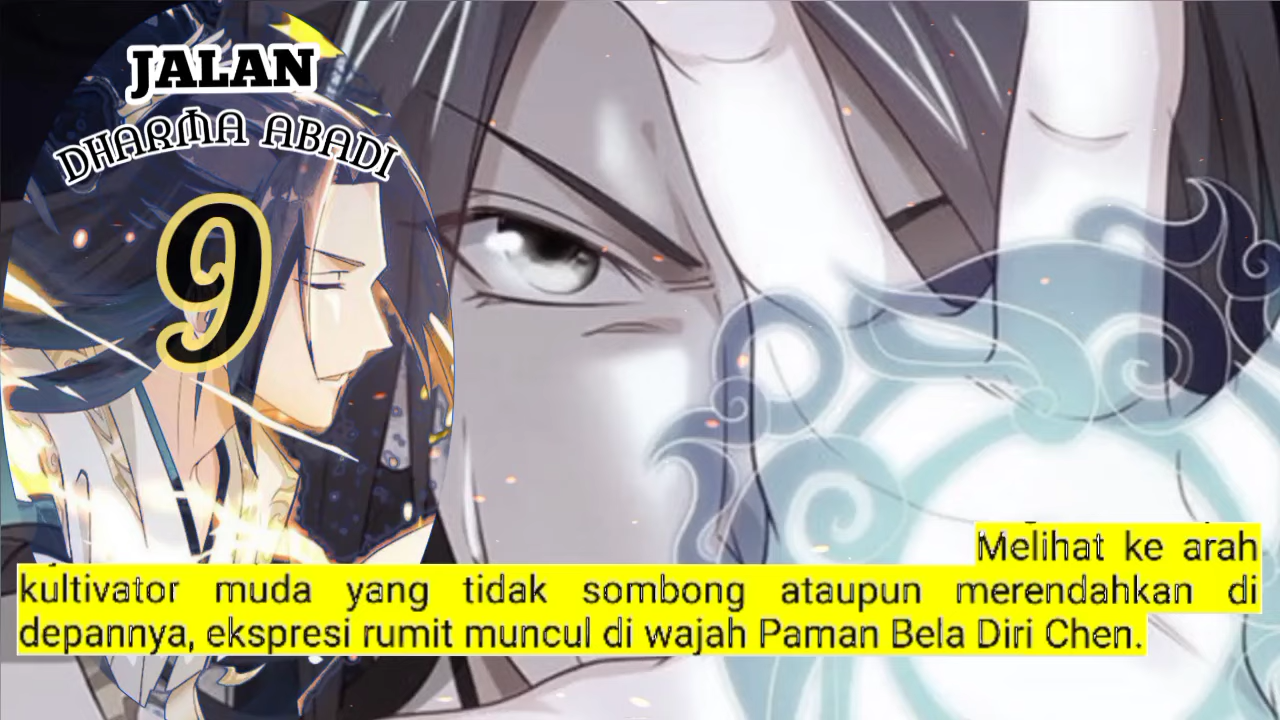 JALAN
DHARMA ABADI
9
Melihat ke arah
kultivator muda yang tidak sombong ataupun merendahkan di
depannya, ekspresi rumit muncul di wajah Paman Bela Diri Chen.